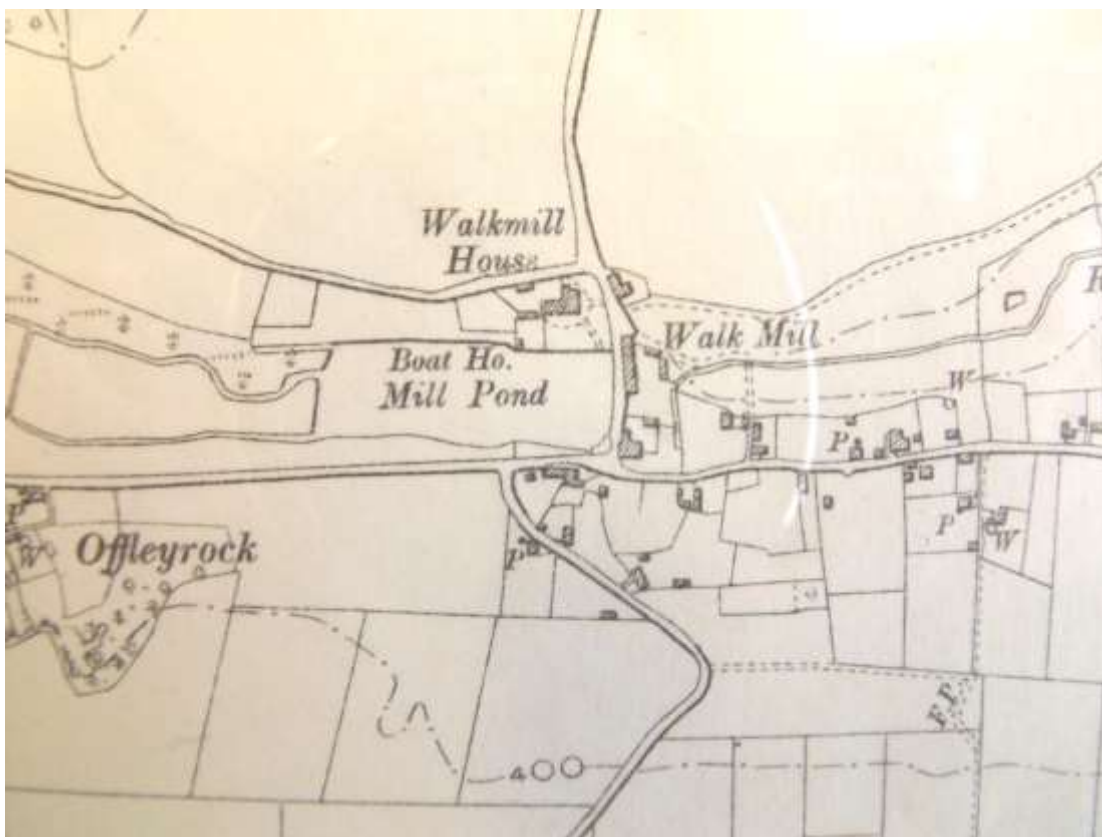 Walkmill
House
Walk Mill
R
Boat Ho.
Mill Pond
W
P
P
W
P
W
Offleyrock
P
F P
400